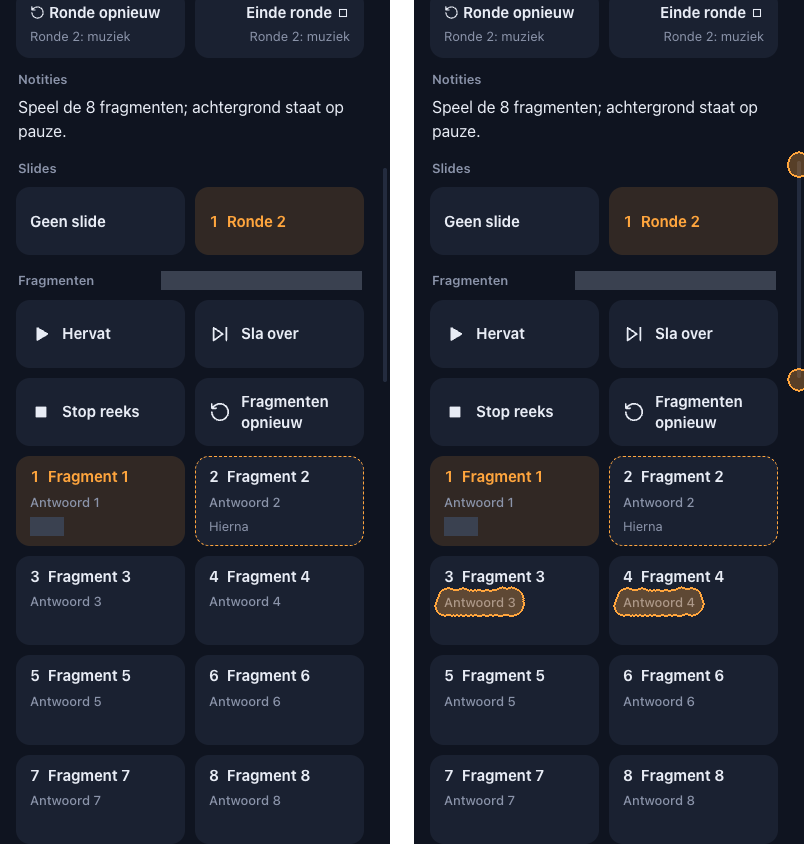 Ronde opnieuw
Ronde 2: muziek
Einde ronde
Ronde 2: muziek
Notities
Speel de 8 fragmenten; achtergrond staat op
pauze.
Slides
Geen slide
1 Ronde 2
Fragmenten
Hervat
Sla over
Stop reeks
Fragmenten
opnieuw
1 Fragment 1
Antwoord 1
2 Fragment 2
Antwoord 2
Hierna
3 Fragment 3
Antwoord 3
4 Fragment 4
Antwoord 4
5 Fragment 5
Antwoord 5
6 Fragment 6
Antwoord 6
7 Fragment 7
Antwoord 7
8 Fragment 8
Antwoord 8
Ronde opnieuw
Ronde 2: muziek
Einde ronde
Ronde 2: muziek
Notities
Speel de 8 fragmenten; achtergrond staat op
pauze.
Slides
Geen slide
1 Ronde 2
Fragmenten
Hervat
Sla over
Stop reeks
Fragmenten
opnieuw
1 Fragment 1
Antwoord 1
2 Fragment 2
Antwoord 2
Hierna
3 Fragment 3
Antwoord 3
4 Fragment 4
Antwoord 4
5 Fragment 5
Antwoord 5
6 Fragment 6
Antwoord 6
7 Fragment 7
Antwoord 7
8 Fragment 8
Antwoord 8